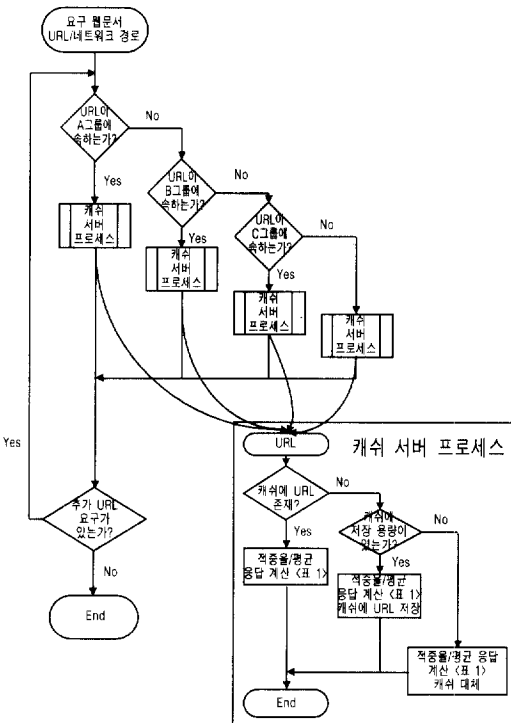 요구 웹문서
URL/네트워크 경로
URL이
A그룹에
속하는가?
No
Yes
캐쉬
서버
프로세스
URL이
B그룹에
속하는가?
No
Yes
캐쉬
서버
프로세스
URL이
C그룹에
속하는가?
No
Yes
캐쉬
서버
프로세스
캐쉬
서버
프로세스
Yes
추가 URL
요구가
있는가?
No
End
캐쉬 서버 프로세스
URL
캐쉬에 URL
존재?
No
Yes
적중율/평균
응답 계산 <표 1>
캐쉬에
저장 용량이
있는가?
No
Yes
적중율/평균
응답 계산 <표 1>
캐쉬에 URL 저장
적중율/평균 응답
계산 <표 1>
캐쉬 대체
End